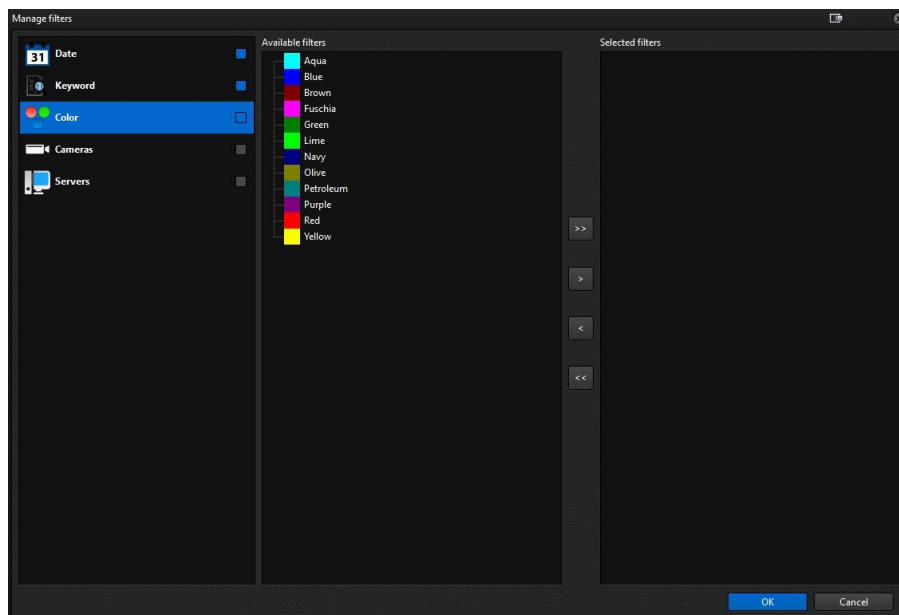 Manage filters
31 Date
Keyword
Color
Cameras
Servers
Available filters
Aqua
Blue
Brown
Fuschia
Green
Lime
Navy
Olive
Petroleum
Purple
Red
Yellow
>>
>
<
<<
Selected filters
OK
Cancel